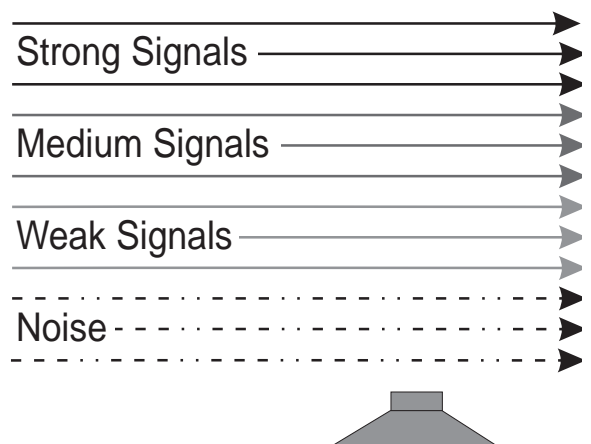 Strong Signals
Medium Signals
Weak Signals
Noise